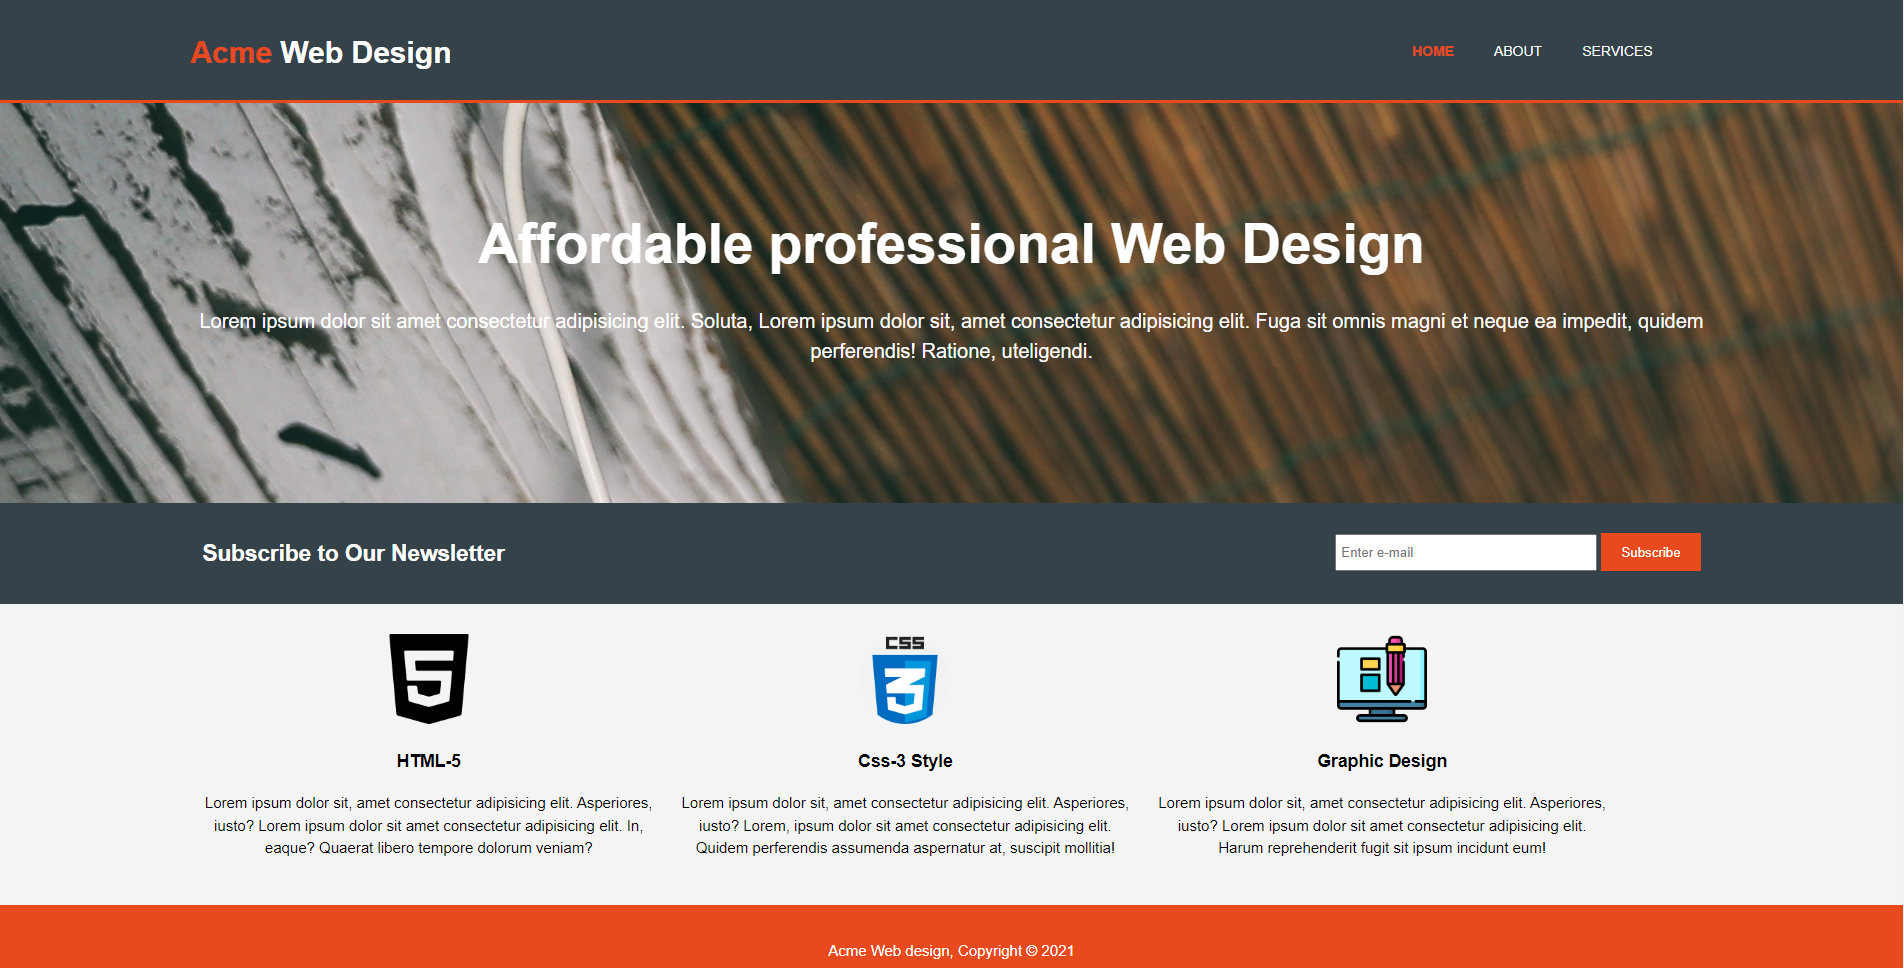 Acme Web Design
HOME ABOUT SERVICES
Affordable professional Web Design
Lorem ipsum dolor sit amet consectetur adipisicing elit. Soluta, Lorem ipsum dolor sit, amet consectetur adipisicing elit. Fuga sit omnis magni et neque ea impedit, quidem
perferendis! Ratione, uteligendi.
Subscribe to Our Newsletter
Enter e-mail
Subscribe
5
HTML-5
Lorem ipsum dolor sit, amet consectetur adipisicing elit. Asperiores,
iusto? Lorem ipsum dolor sit amet consectetur adipisicing elit. In,
eaque? Quaerat libero tempore dolorum veniam?
CSS
3
Css-3 Style
Lorem ipsum dolor sit, amet consectetur adipisicing elit. Asperiores,
iusto? Lorem, ipsum dolor sit amet consectetur adipisicing elit.
Quidem perferendis assumenda aspernatur at, suscipit mollitia!
Graphic Design
Lorem ipsum dolor sit, amet consectetur adipisicing elit. Asperiores,
iusto? Lorem ipsum dolor sit amet consectetur adipisicing elit.
Harum reprehenderit fugit sit ipsum incidunt eum!
Acme Web design, Copyright © 2021